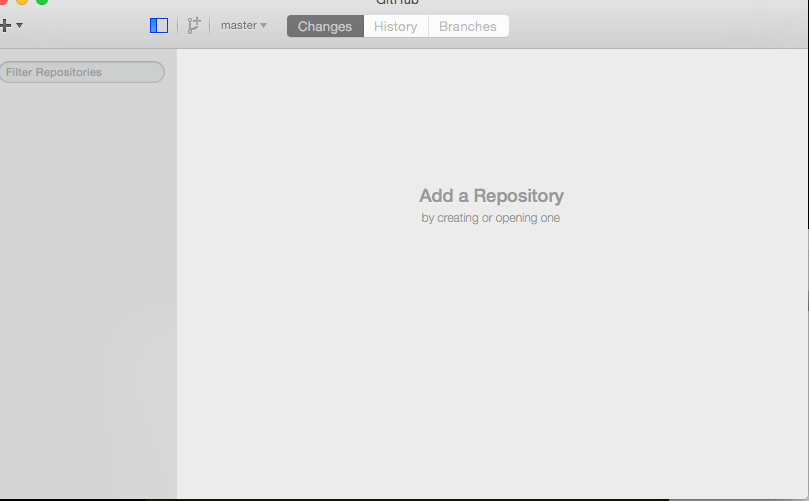 GitHub
master
Changes
History
Branches
Filter Repositories
Add a Repository
by creating or opening one